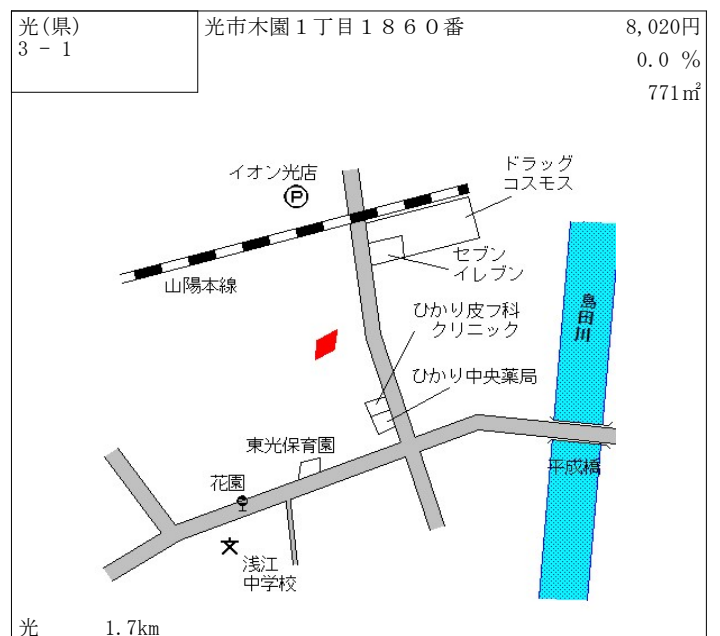 光(県)
3 - 1
光市木園1丁目1860番
8,020円
0.0 %
771㎡
イオン光店
P
ドラッグ
コスモス
セブン
イレブン
山陽本線
島田川
ひかり皮フ科
クリニック
ひかり中央薬局
東光保育園
花園
平成橋
文
浅江
中学校
光 1.7km